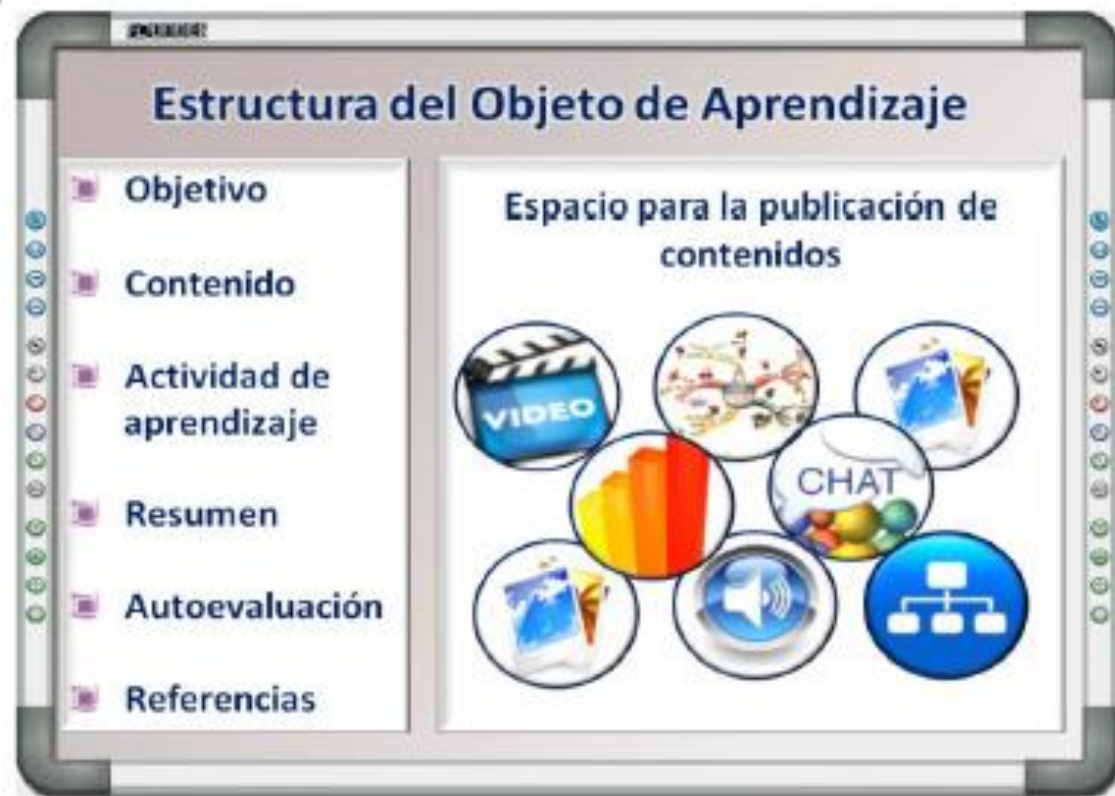 Estructura del Objeto de Aprendizaje
Objetivo
Contenido
Actividad de
aprendizaje
Resumen
Autoevaluación
Referencias
Espacio para la publicación de
contenidos
VIDEO
CHAT